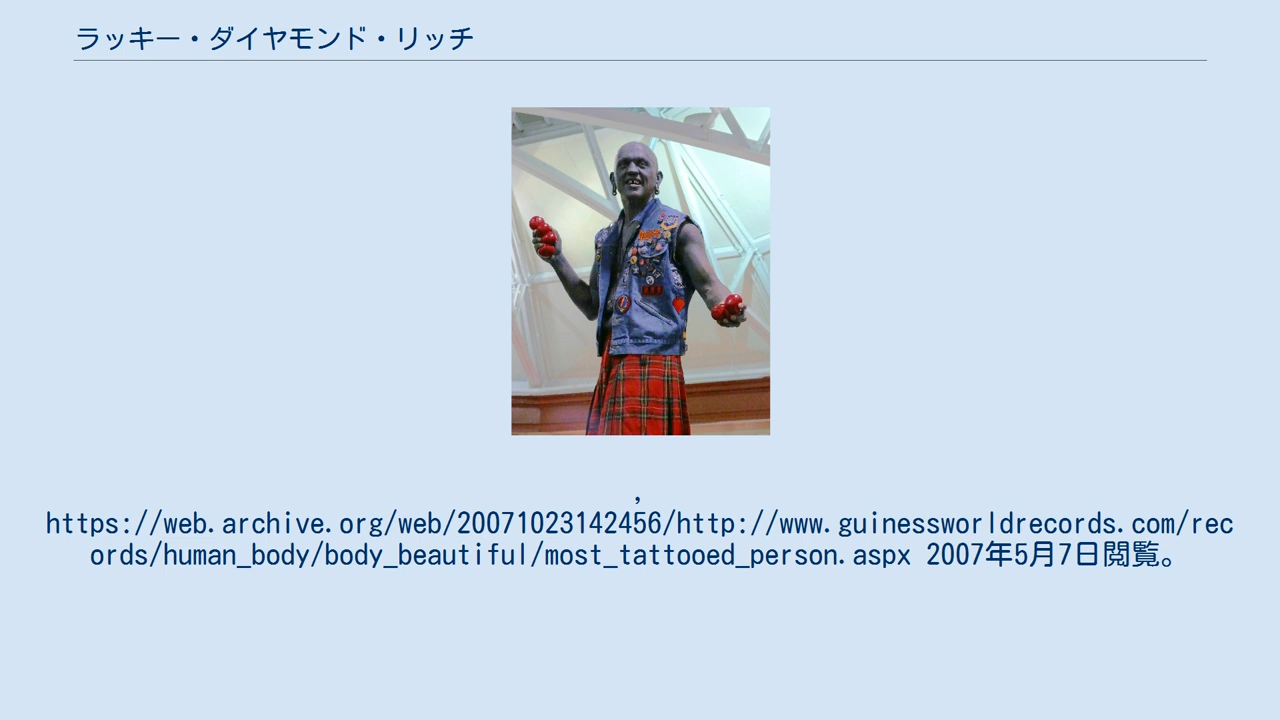 ラッキー・ダイヤモンド・リッチ
,
https://web.archive.org/web/20071023142456/http://www.guinessworldrecords.com/rec
ords/human_body/body_beautiful/most_tattooed_person.aspx 2007年5月7日閲覧。